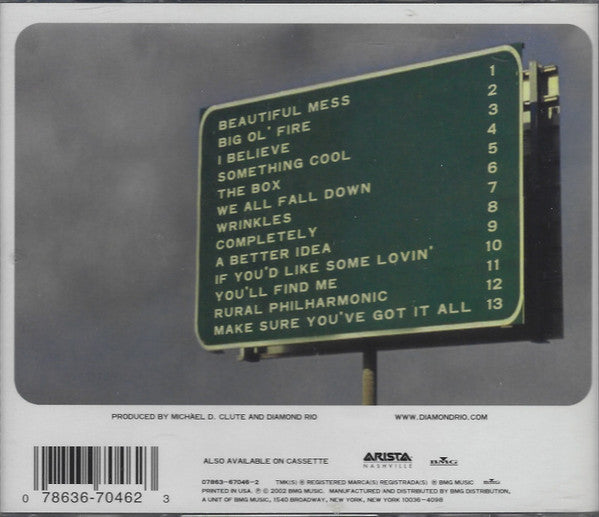 BEAUTIFUL MESS 1
BIG OL' FIRE 2
I BELIEVE 3
SOMETHING COOL 4
THE BOX 5
WE ALL FALL DOWN 6
WRINKLES 7
COMPLETELY 8
A BETTER IDEA 9
IF YOU'D LIKE SOME LOVIN' 10
YOU'LL FIND ME 11
RURAL PHILHARMONIC 12
MAKE SURE YOU'VE GOT IT ALL 13
PRODUCED BY MICHAEL D. CLUTE AND DIAMOND RIO
WWW.DIAMONDRIO.COM
ALSO AVAILABLE ON CASSETTE
ARISTA
NASHVILLE
BMG
07863-67046-2
TMK(S) ® REGISTERED MARCA(S) REGISTRADA(S) ® BMG MUSIC BMG
PRINTED IN USA. ℗ © 2002 BMG MUSIC. MANUFACTURED AND DISTRIBUTED BY BMG DISTRIBUTION,
A UNIT OF BMG MUSIC, 1540 BROADWAY, NEW YORK, NEW YORK 10036-4098
0 78636-70462 3